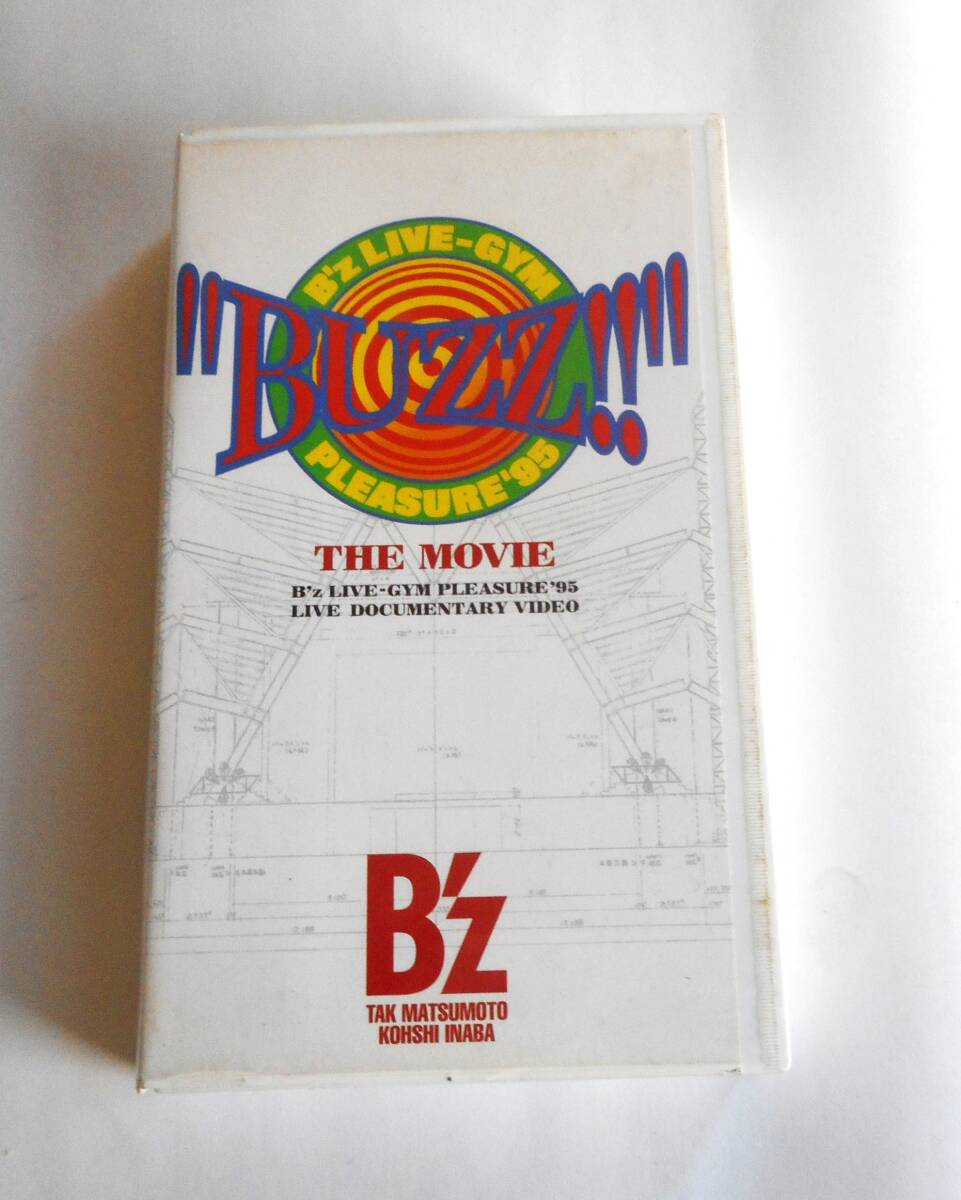 B'z LIVE-GYM
"BUZZ!!"
PLEASURE'95
THE MOVIE
B'z LIVE-GYM PLEASURE'95
LIVE DOCUMENTARY VIDEO
B'z
TAK MATSUMOTO
KOHSHI INABA